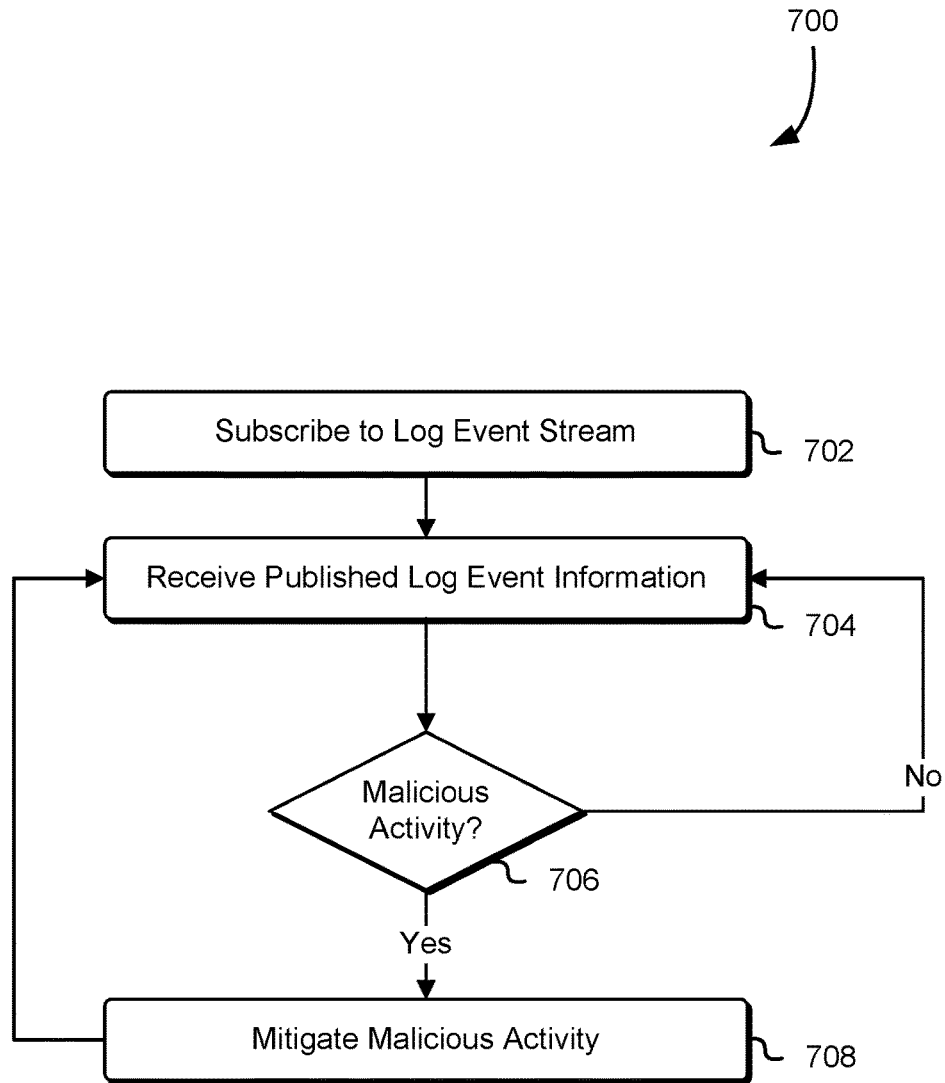 700
Subscribe to Log Event Stream
702
Receive Published Log Event Information
704
Malicious
Activity?
No
706
Yes
Mitigate Malicious Activity
708